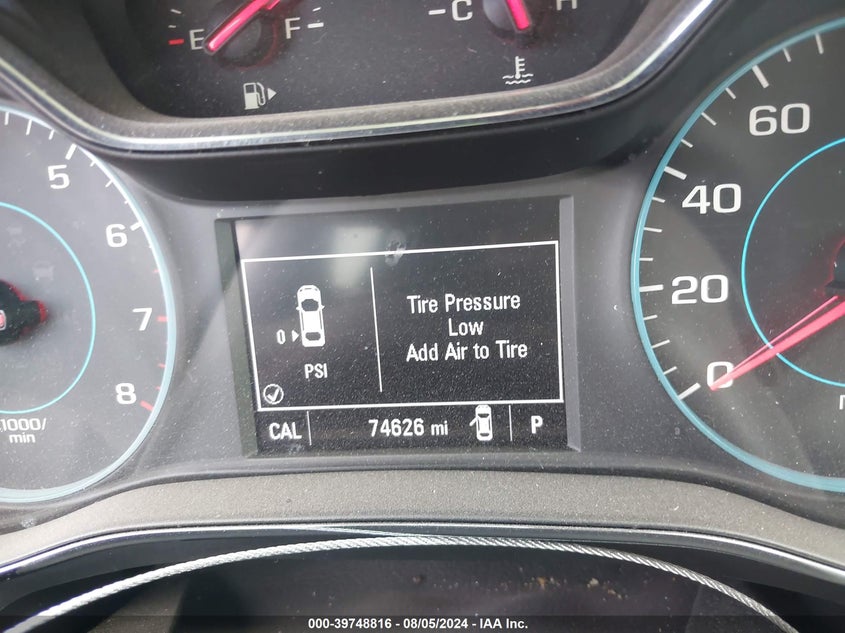 E F
C H
5
6
7
8
x1000/
min
60
40
20
0
Tire Pressure
Low
Add Air to Tire
0
PSI
CAL 74626 mi P
000-39748816 - 08/05/2024 - IAA Inc.